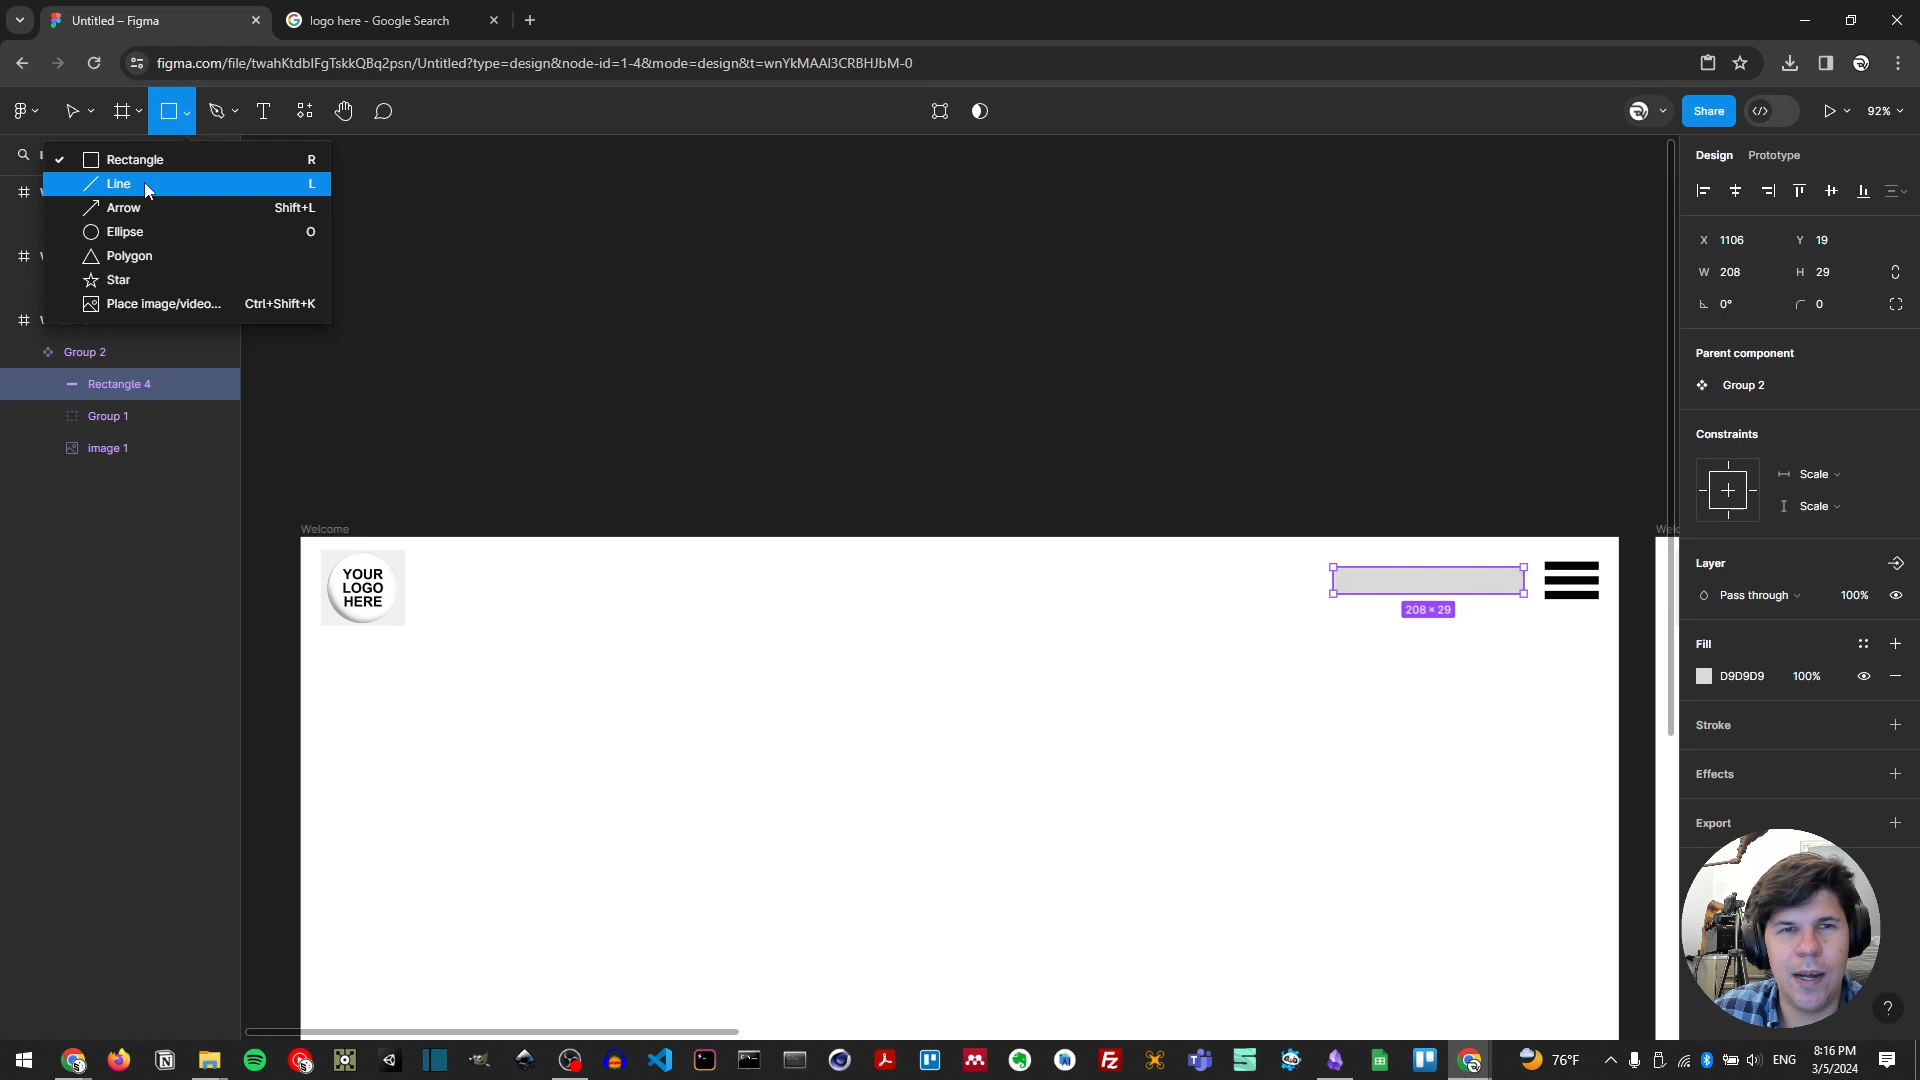 Untitled – Figma
logo here - Google Search
figma.com/file/twahKtdbIFgTskkQBq2psn/Untitled?type=design&node-id=1-4&mode=design&t=wnYkMAAI3CRBHJbM-0
Share
92%
Rectangle R
Line L
Arrow Shift+L
Ellipse O
Polygon
Star
Place image/video... Ctrl+Shift+K
Group 2
Rectangle 4
Group 1
image 1
Welcome
YOUR
LOGO
HERE
208 × 29
Design Prototype
X 1106 Y 19
W 208 H 29
0° 0
Parent component
Group 2
Constraints
Scale
Scale
Layer
Pass through 100%
Fill
D9D9D9 100%
Stroke
Effects
Export
?
76°F
ENG
8:16 PM
3/5/2024